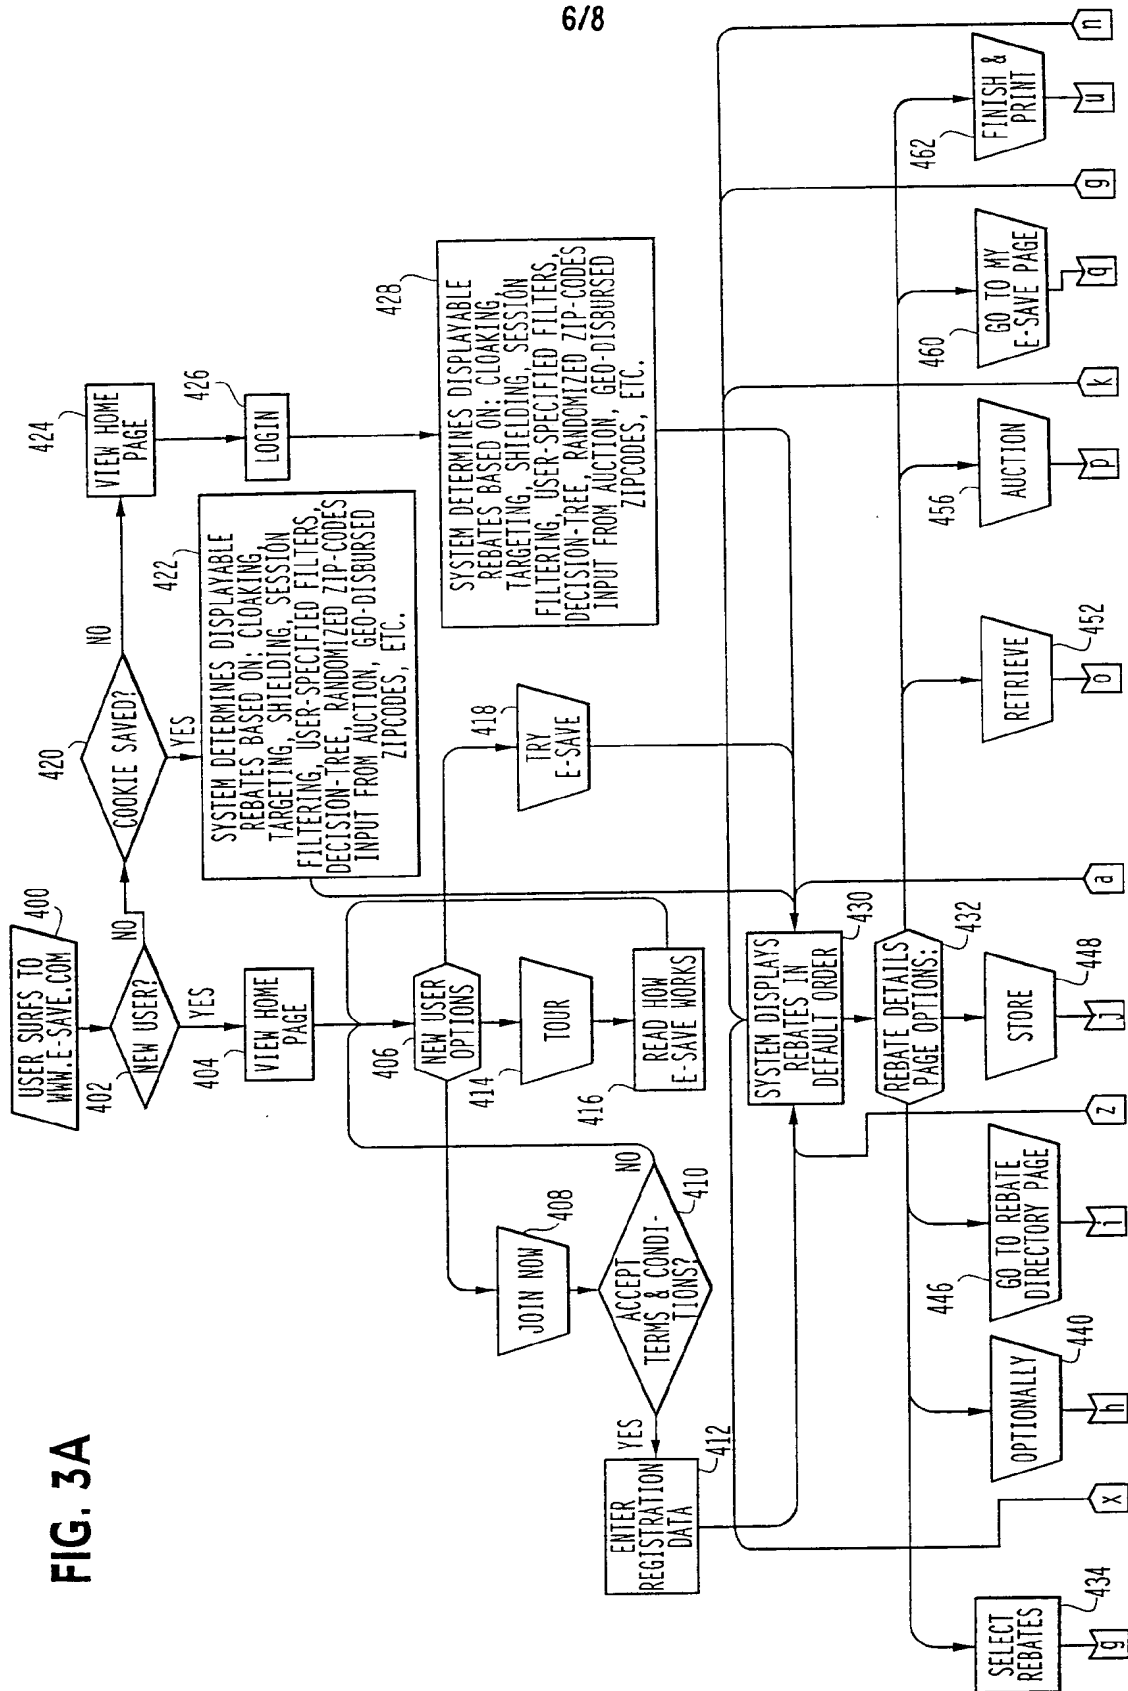 6/8
FIG. 3A
USER SURFS TO
WWW.E-SAVE.COM
400
NEW USER?
402
NO
YES
COOKIE SAVED?
420
NO
YES
VIEW HOME
PAGE
404
SYSTEM DETERMINES DISPLAYABLE
REBATES BASED ON: CLOAKING,
TARGETING, SHIELDING, SESSION
FILTERING, USER-SPECIFIED FILTERS,
DECISION-TREE, RANDOMIZED ZIP-CODES
INPUT FROM AUCTION, GEO-DISBURSED
ZIPCODES, ETC.
422
VIEW HOME
PAGE
424
LOGIN
426
SYSTEM DETERMINES DISPLAYABLE
REBATES BASED ON: CLOAKING,
TARGETING, SHIELDING, SESSION
FILTERING, USER-SPECIFIED FILTERS,
DECISION-TREE, RANDOMIZED ZIP-CODES
INPUT FROM AUCTION, GEO-DISBURSED
ZIPCODES, ETC.
428
NEW USER
OPTIONS
406
JOIN NOW
408
TOUR
414
TRY
E-SAVE
418
ACCEPT
TERMS & CONDI-
TIONS?
410
NO
YES
READ HOW
E-SAVE WORKS
416
ENTER
REGISTRATION
DATA
412
SYSTEM DISPLAYS
REBATES IN
DEFAULT ORDER
430
REBATE DETAILS
PAGE OPTIONS:
432
SELECT
REBATES
434
OPTIONALLY
440
GO TO REBATE
DIRECTORY PAGE
446
STORE
448
RETRIEVE
452
AUCTION
456
GO TO MY
E-SAVE PAGE
460
FINISH &
PRINT
462
g
x
h
i
z
j
a
o
p
k
q
g
u
n